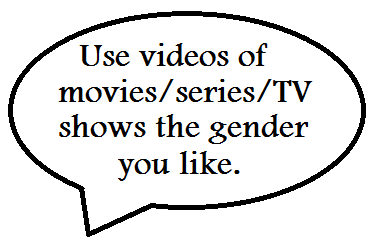 Use videos of
movies/series/TV
shows the gender
you like.